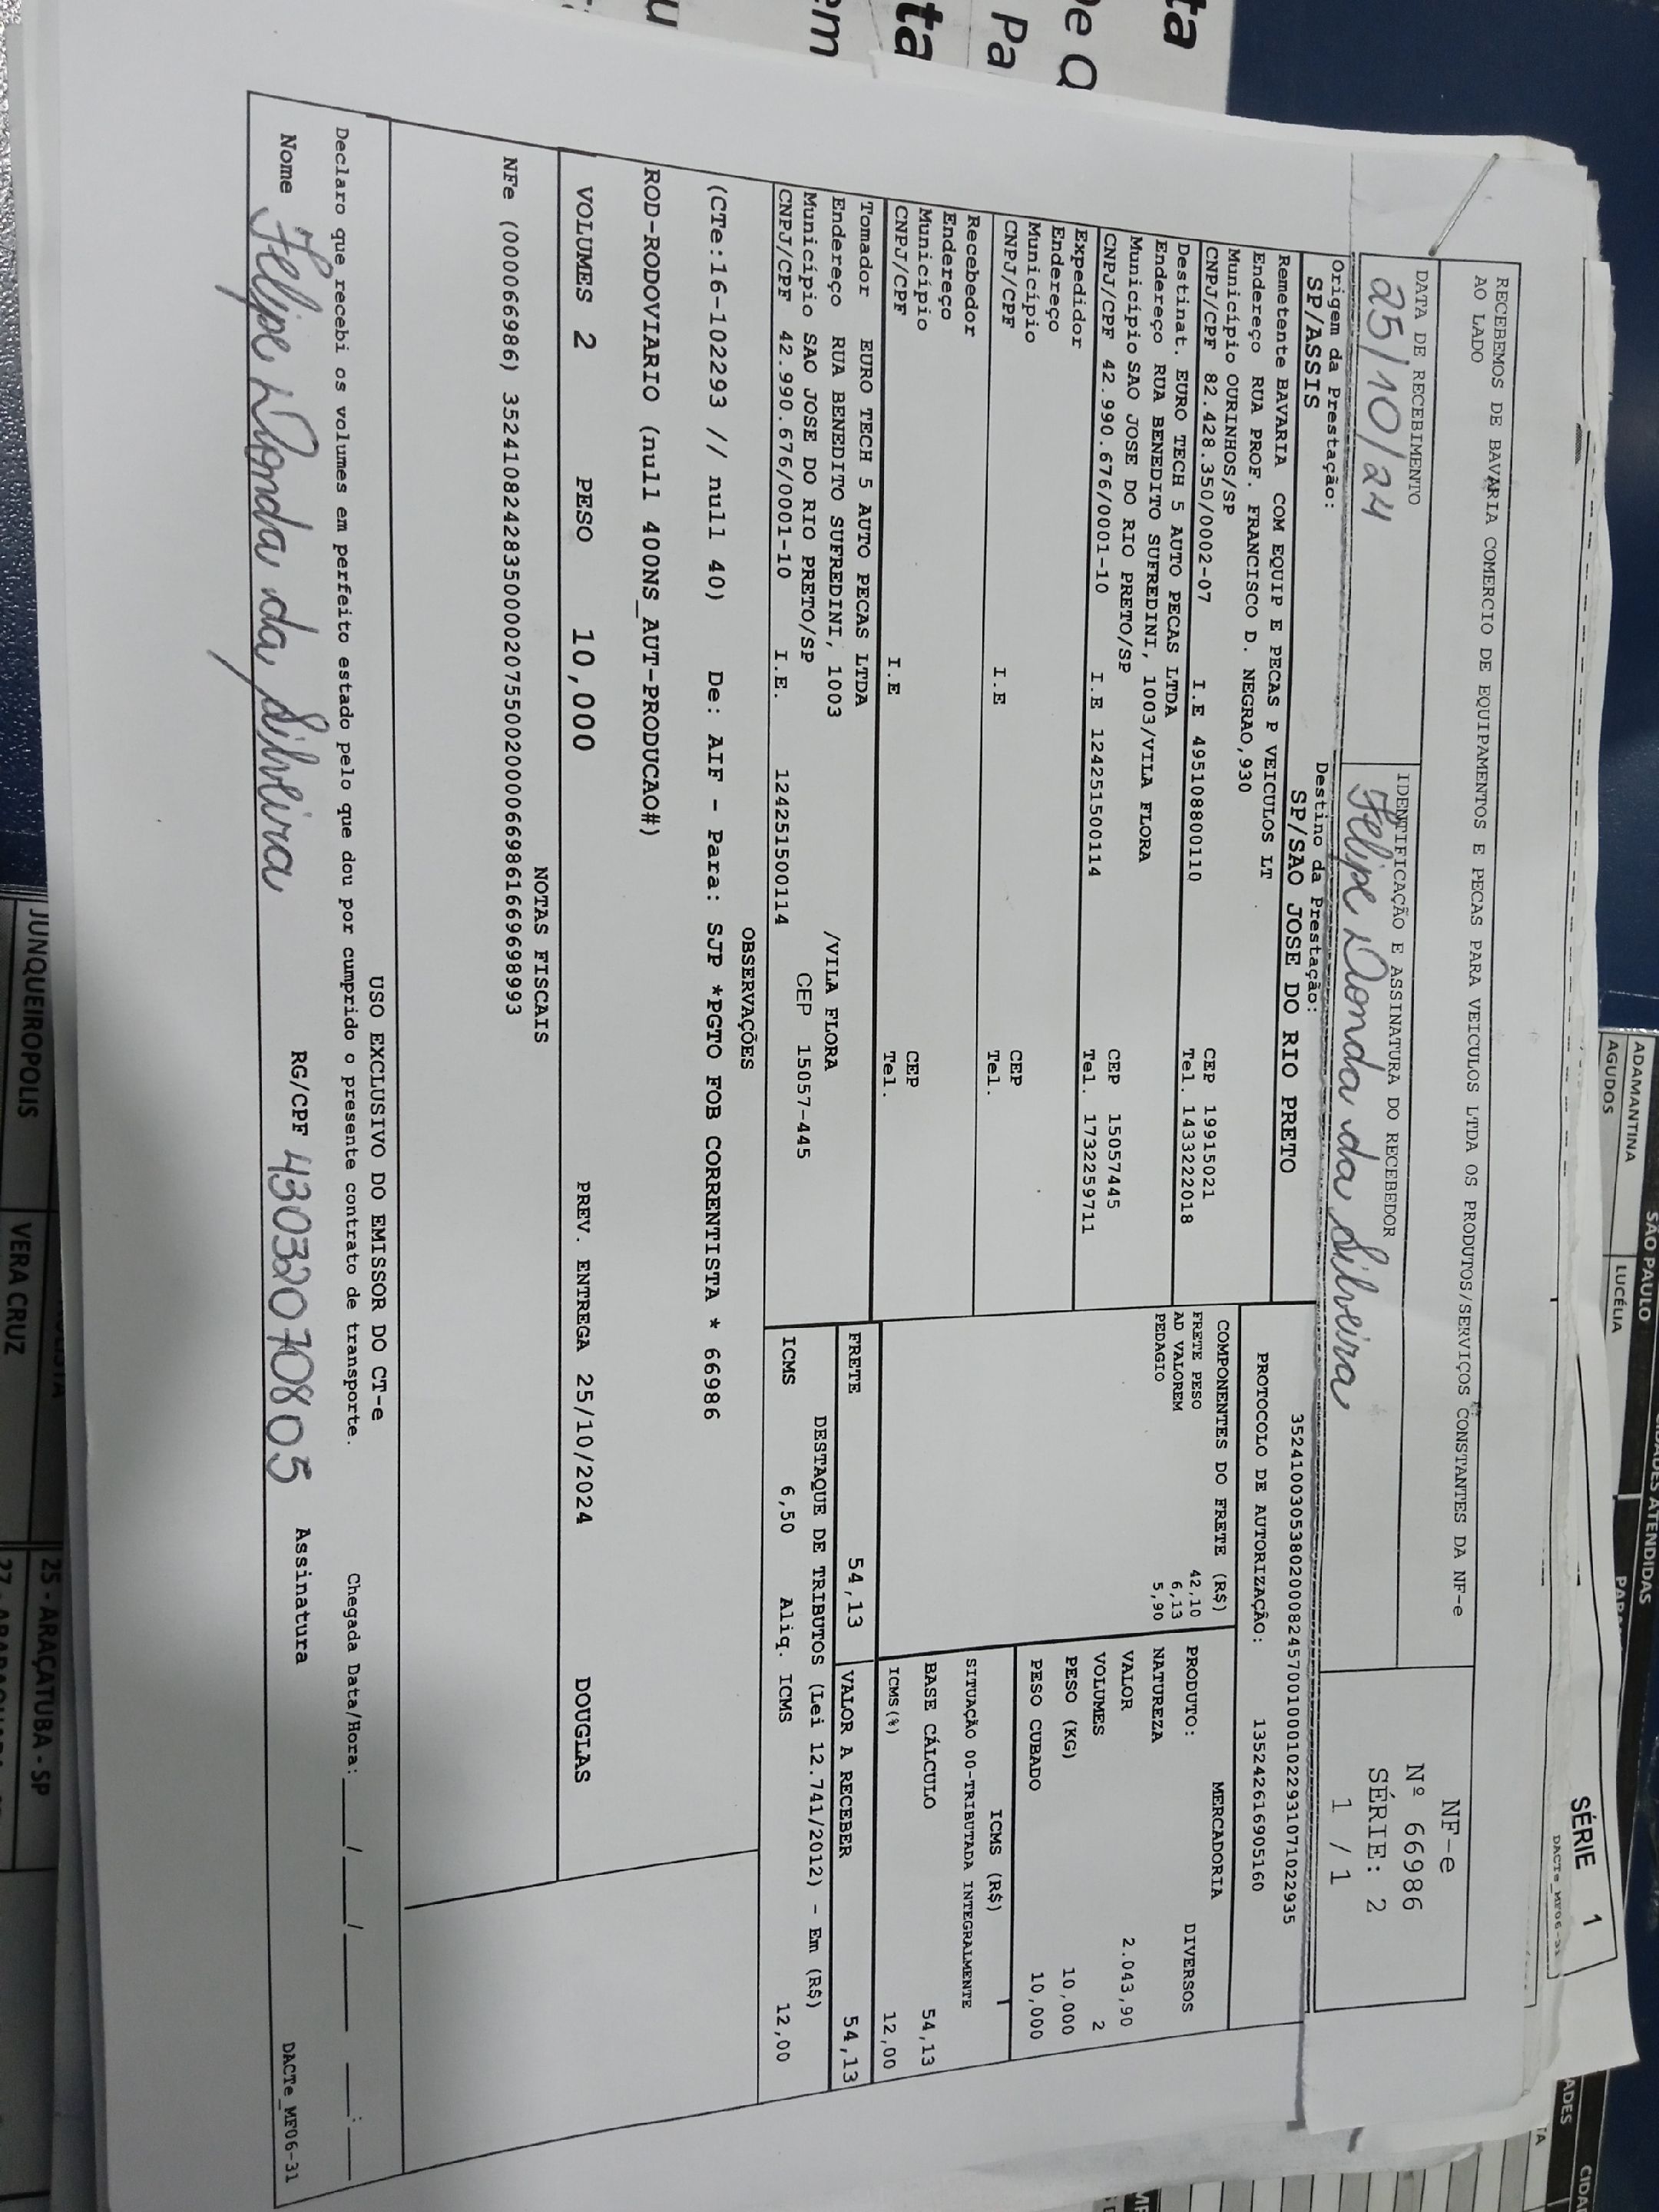 RECEBEMOS DE BAVARIA COMERCIO DE EQUIPAMENTOS E PECAS PARA VEICULOS LTDA OS PRODUTOS/SERVIÇOS CONSTANTES DA NF-e
AO LADO
DATA DE RECEBIMENTO
25/10/24
IDENTIFICAÇÃO E ASSINATURA DO RECEBEDOR
Felipe Donda da Silveira
NF-e
Nº 66986
SÉRIE: 2
1 / 1
Origem da Prestação:
SP/ASSIS
Destino da Prestação:
SP/SAO JOSE DO RIO PRETO
35241003053802000824570010001022931071022935
PROTOCOLO DE AUTORIZAÇÃO: 135242616905160
Remetente BAVARIA COM EQUIP E PECAS P VEICULOS LT
Endereço RUA PROF. FRANCISCO D. NEGRAO,930
Município OURINHOS/SP CEP 19915021
CNPJ/CPF 82.428.350/0002-07 I.E 495108800110 Tel. 1433222018
Destinat. EURO TECH 5 AUTO PECAS LTDA
Endereço RUA BENEDITO SUFREDINI, 1003/VILA FLORA
Município SAO JOSE DO RIO PRETO/SP CEP 15057445
CNPJ/CPF 42.990.676/0001-10 I.E 124251500114 Tel. 1732259711
Expedidor
Endereço
Município CEP
CNPJ/CPF I.E Tel.
Recebedor
Endereço
Município CEP
CNPJ/CPF I.E Tel.
Tomador EURO TECH 5 AUTO PECAS LTDA
Endereço RUA BENEDITO SUFREDINI, 1003 /VILA FLORA
Município SAO JOSE DO RIO PRETO/SP CEP 15057-445
CNPJ/CPF 42.990.676/0001-10 I.E. 124251500114
COMPONENTES DO FRETE (R$)
FRETE PESO 42,10
AD VALOREM 6,13
PEDAGIO 5,90
MERCADORIA
PRODUTO: DIVERSOS
NATUREZA
VALOR 2.043,90
VOLUMES 2
PESO (KG) 10,000
PESO CUBADO 10,000
ICMS (R$)
SITUAÇÃO 00-TRIBUTADA INTEGRALMENTE
BASE CÁLCULO 54,13
ICMS(%) 12,00
FRETE 54,13
VALOR A RECEBER 54,13
DESTAQUE DE TRIBUTOS (Lei 12.741/2012) - Em (R$)
ICMS 6,50 Aliq. ICMS 12,00
OBSERVAÇÕES
(CTe:16-102293 // null 40) De: AIF - Para: SJP *PGTO FOB CORRENTISTA * 66986
ROD-RODOVIARIO (null 400NS_AUT-PRODUCAO#)
VOLUMES 2 PESO 10,000 PREV. ENTREGA 25/10/2024 DOUGLAS
NOTAS FISCAIS
NFe (000066986) 35241082428350000207550020000669861669698993
USO EXCLUSIVO DO EMISSOR DO CT-e
Declaro que recebi os volumes em perfeito estado pelo que dou por cumprido o presente contrato de transporte. Chegada Data/Hora:____/____/______ ___:___
Nome Felipe Donda da Silveira RG/CPF 43032070805 Assinatura
DACTe_MF06-31
SÉRIE 1
DACTe_MF06-31
SÃO PAULO
ADAMANTINA
AGUDOS
LUCÉLIA
JUNQUEIROPOLIS
VERA CRUZ
25 - ARAÇATUBA - SP